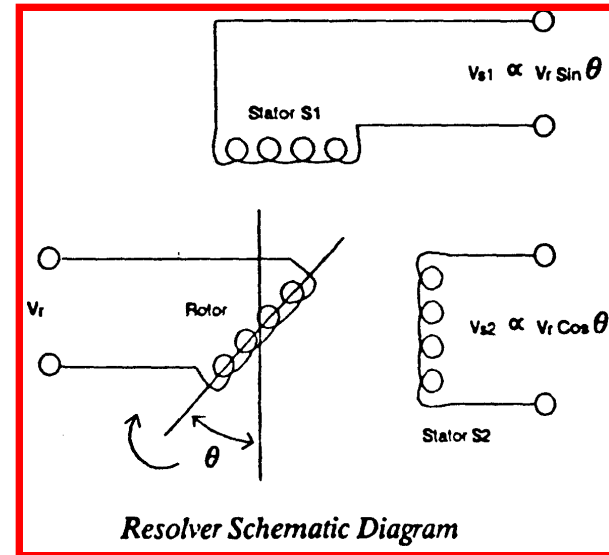 Vs1 ∝ Vr Sin θ
Stator S1
Vr
Rotor
Vs2 ∝ Vr Cos θ
θ
Stator S2
Resolver Schematic Diagram